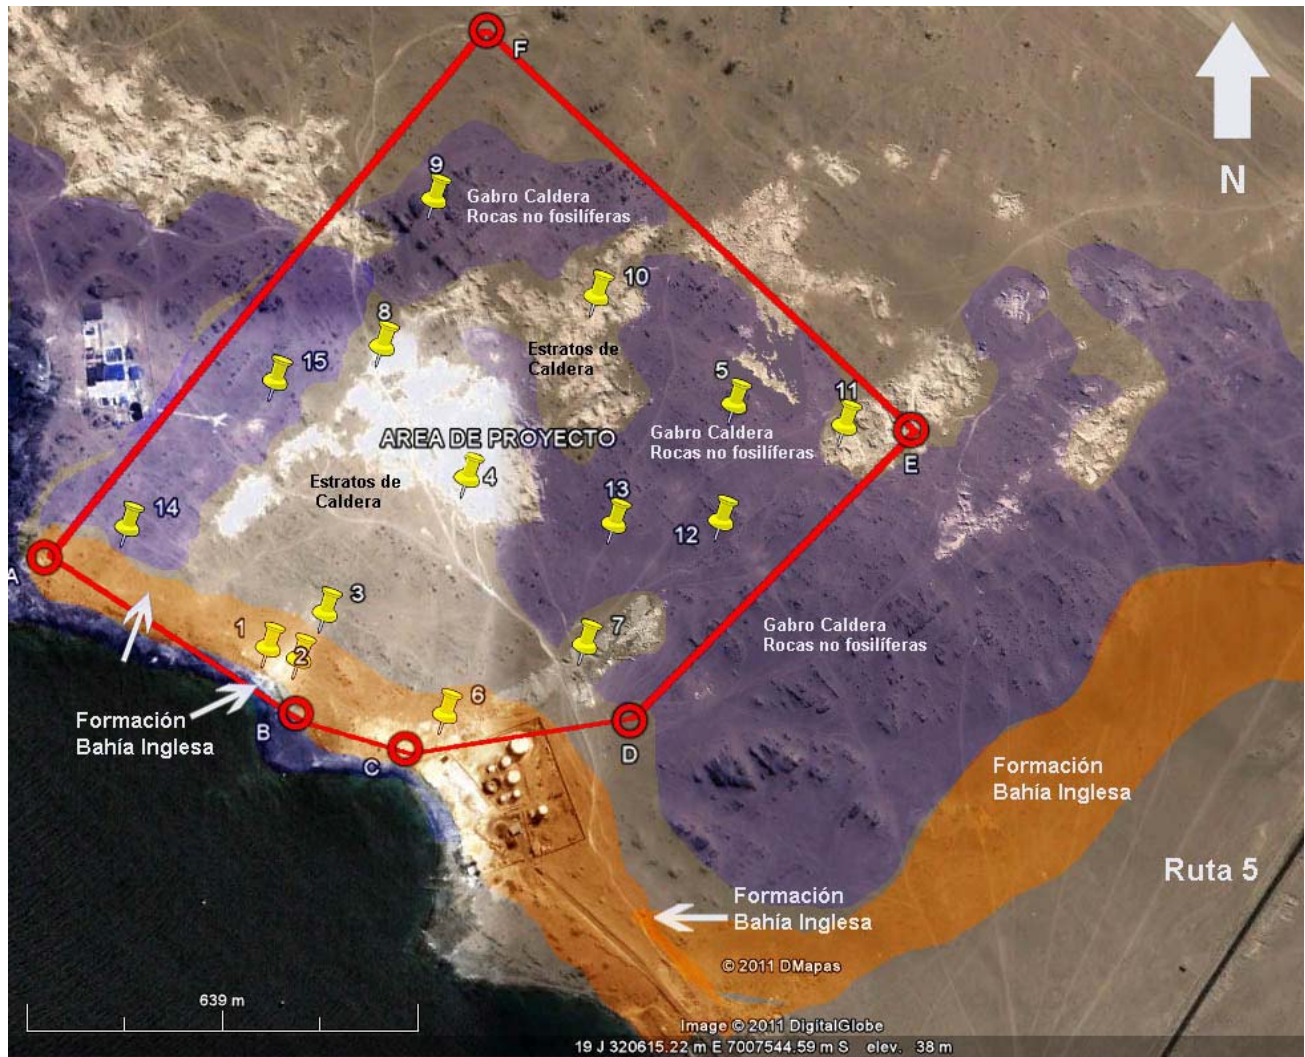 F
N
9
Gabro Caldera
Rocas no fosilíferas
10
8
Estratos de
Caldera
15
5
11
AREA DE PROYECTO
Gabro Caldera
Rocas no fosilíferas
E
4
Estratos de
Caldera
13
14
12
A
3
1
2
7
Gabro Caldera
Rocas no fosilíferas
6
Formación
Bahía Inglesa
B
C
D
Formación
Bahía Inglesa
Ruta 5
Formación
Bahía Inglesa
© 2011 DMapas
639 m
Image © 2011 DigitalGlobe
19 J 320615.22 m E 7007544.59 m S elev. 38 m